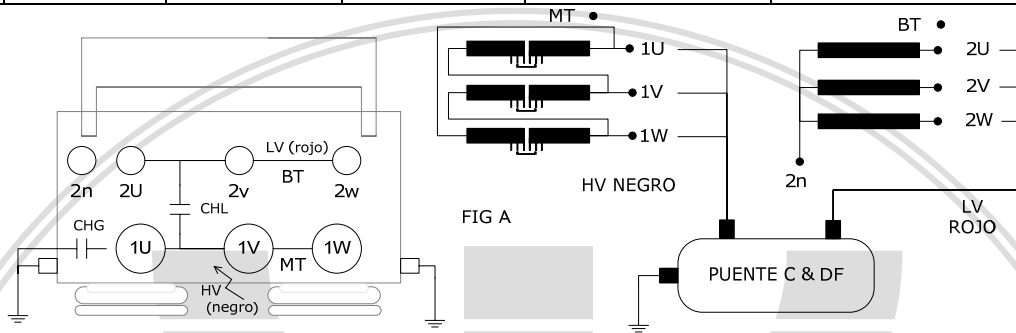 MT
BT
1U
1V
1W
2U
2V
2W
2n
HV NEGRO
FIG A
LV
ROJO
PUENTE C & DF
LV (rojo)
BT
2n
2U
2v
2w
CHL
CHG
1U
1V
1W
MT
HV
(negro)